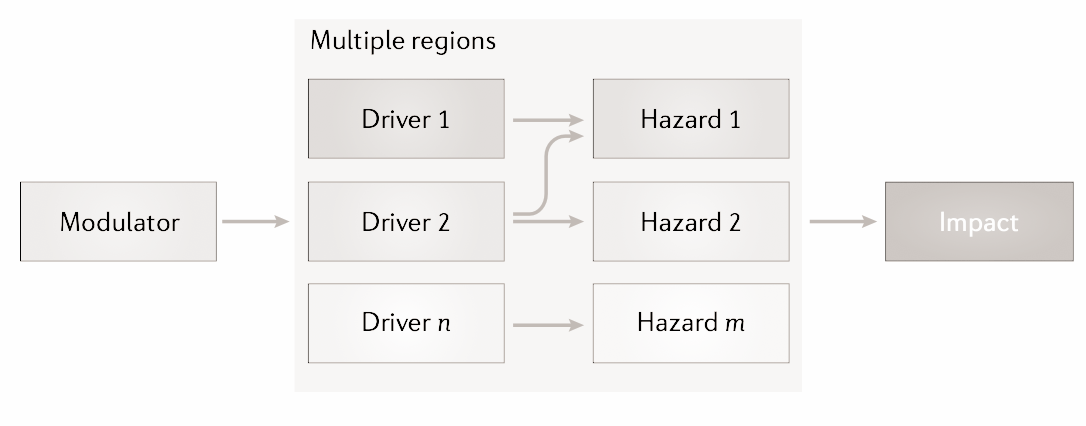 Multiple regions
Driver 1
Hazard 1
Modulator
Driver 2
Hazard 2
Impact
Driver n
Hazard m